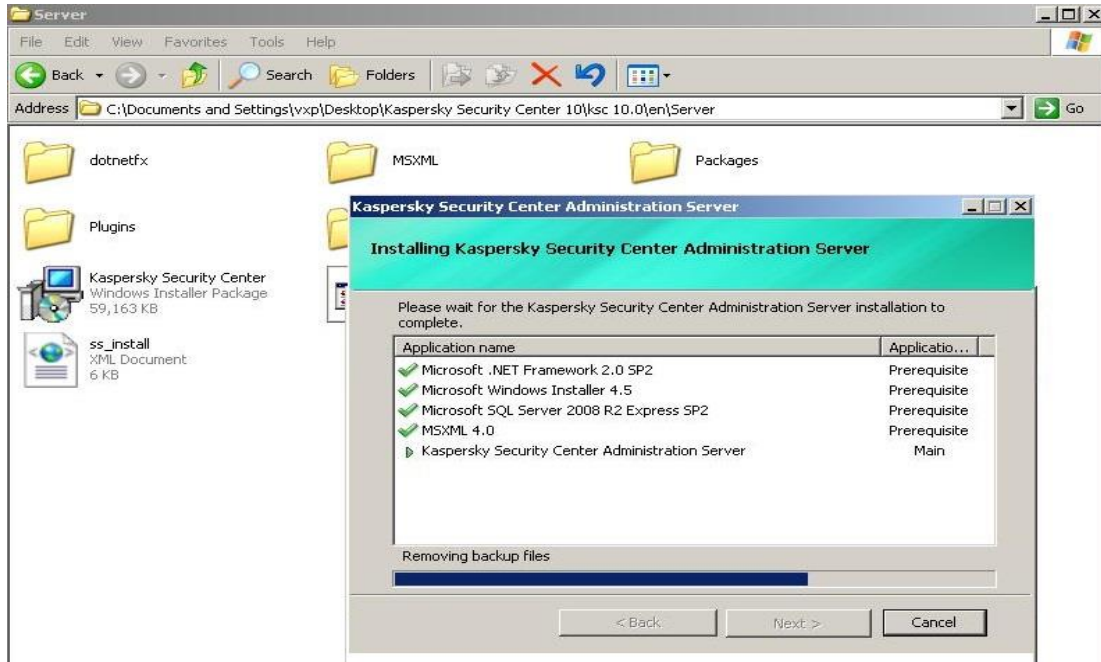 Server
File Edit View Favorites Tools Help
Back Search Folders
Address C:\Documents and Settings\vxp\Desktop\Kaspersky Security Center 10\ksc 10.0\en\Server Go
dotnetfx MSXML Packages
Plugins
Kaspersky Security Center
Windows Installer Package
59,163 KB
ss_install
XML Document
6 KB
Kaspersky Security Center Administration Server
Installing Kaspersky Security Center Administration Server
Please wait for the Kaspersky Security Center Administration Server installation to
complete.
Application name Applicatio...
Microsoft .NET Framework 2.0 SP2 Prerequisite
Microsoft Windows Installer 4.5 Prerequisite
Microsoft SQL Server 2008 R2 Express SP2 Prerequisite
MSXML 4.0 Prerequisite
Kaspersky Security Center Administration Server Main
Removing backup files
< Back Next > Cancel